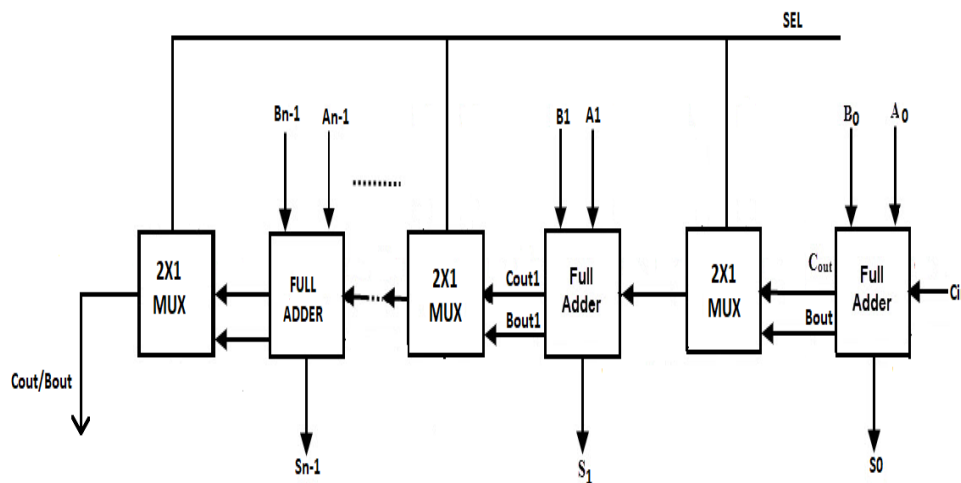 SEL
Bn-1
An-1
B1
A1
B0
A0
2X1
MUX
FULL
ADDER
2X1
MUX
Cout1
Bout1
Full
Adder
2X1
MUX
Cout
Bout
Full
Adder
Ci
Cout/Bout
Sn-1
S1
S0